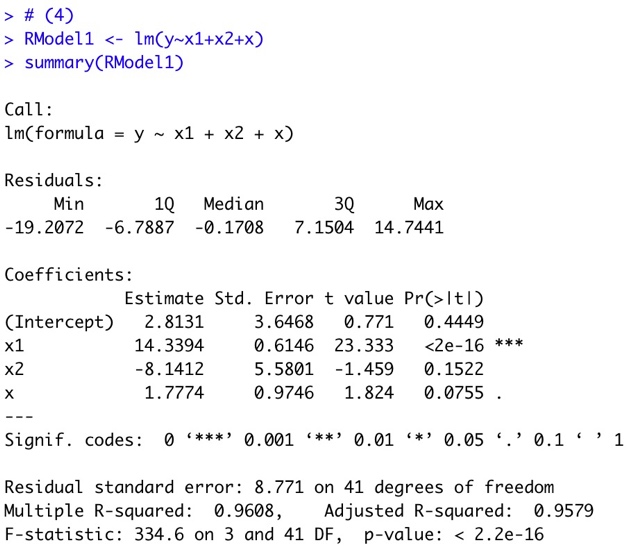 > # (4)
> RModel1 <- lm(y~x1+x2+x)
> summary(RModel1)
Call:
lm(formula = y ~ x1 + x2 + x)
Residuals:
     Min       1Q   Median       3Q      Max
-19.2072  -6.7887  -0.1708   7.1504  14.7441
Coefficients:
            Estimate Std. Error t value Pr(>|t|)
(Intercept)   2.8131     3.6468   0.771   0.4449
x1           14.3394     0.6146  23.333   <2e-16 ***
x2           -8.1412     5.5801  -1.459   0.1522
x             1.7774     0.9746   1.824   0.0755 .
---
Signif. codes:  0 ‘***’ 0.001 ‘**’ 0.01 ‘*’ 0.05 ‘.’ 0.1 ‘ ’ 1
Residual standard error: 8.771 on 41 degrees of freedom
Multiple R-squared:  0.9608,    Adjusted R-squared:  0.9579
F-statistic: 334.6 on 3 and 41 DF,  p-value: < 2.2e-16